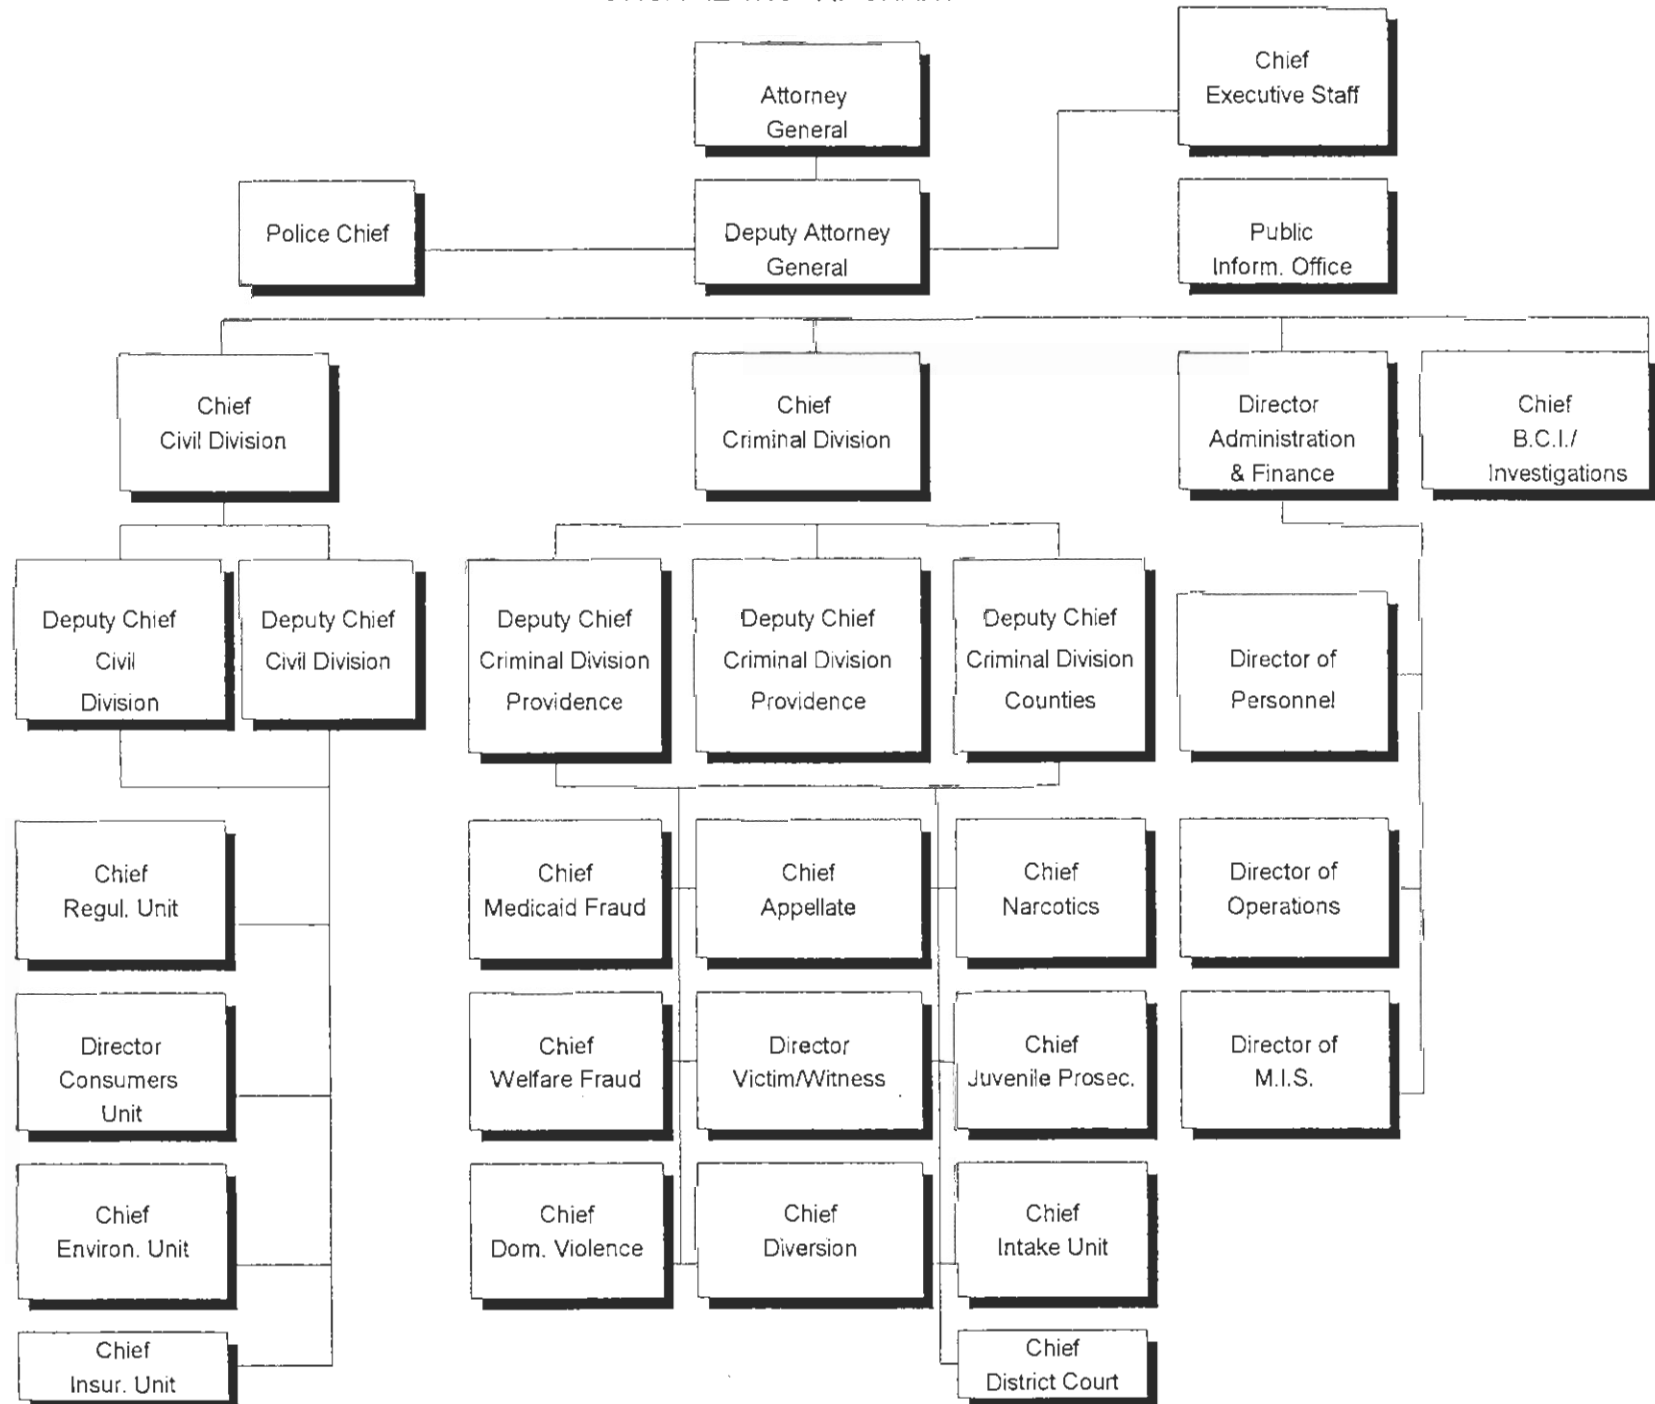 Attorney
General
Chief
Executive Staff
Police Chief
Deputy Attorney
General
Public
Inform. Office
Chief
Civil Division
Chief
Criminal Division
Director
Administration
& Finance
Chief
B.C.I./
Investigations
Deputy Chief
Civil
Division
Deputy Chief
Civil Division
Deputy Chief
Criminal Division
Providence
Deputy Chief
Criminal Division
Providence
Deputy Chief
Criminal Division
Counties
Director of
Personnel
Chief
Regul. Unit
Chief
Medicaid Fraud
Chief
Appellate
Chief
Narcotics
Director of
Operations
Director
Consumers
Unit
Chief
Welfare Fraud
Director
Victim/Witness
Chief
Juvenile Prosec.
Director of
M.I.S.
Chief
Environ. Unit
Chief
Dom. Violence
Chief
Diversion
Chief
Intake Unit
Chief
Insur. Unit
Chief
District Court